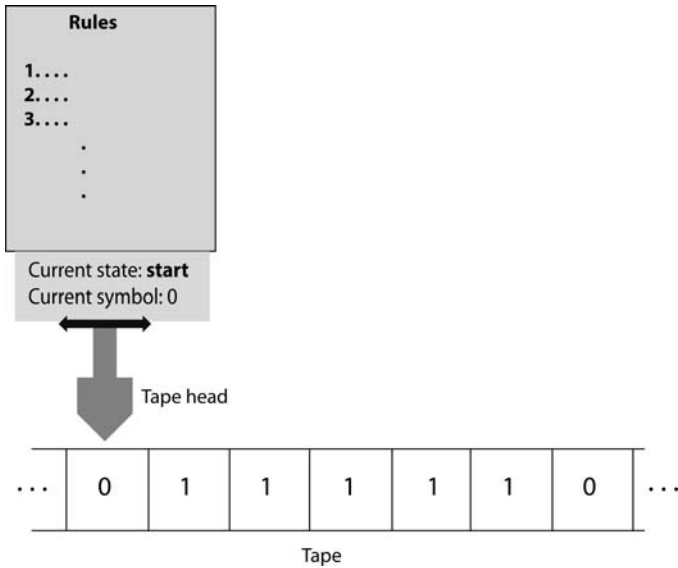 Rules
1. . . .
2. . . .
3. . . .
.
.
.
Current state: start
Current symbol: 0
Tape head
. . . 0 1 1 1 1 1 0 . . .
Tape